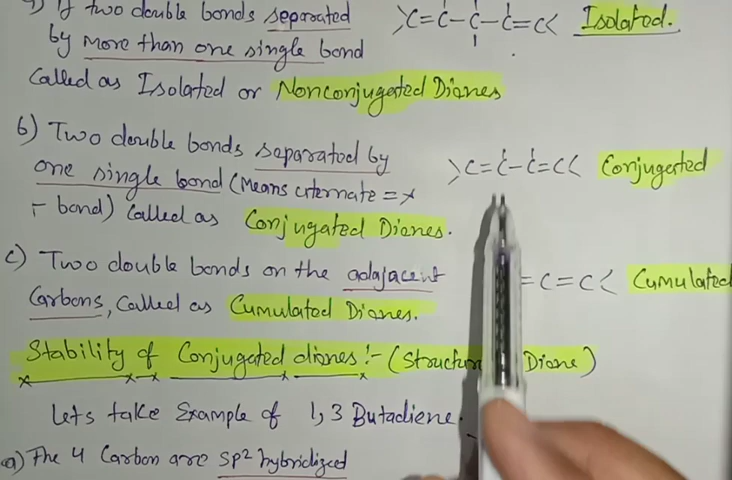 If two double bonds separated >C=C-C-C=C< Isolated.
by more than one single bond
Called as Isolated or Nonconjugated Dienes
b) Two double bonds separated by
one single bond (Means alternate = & >C=C-C=C< Conjugated
- bond) Called as Conjugated Dienes.
c) Two double bonds on the adajacent =C=C< Cumulated
Carbons, Called as Cumulated Dienes.
Stability of Conjugated dienes:- (Structur Diene)
Lets take Example of 1,3 Butadiene.
a) The 4 Carbon are sp2 hybridized